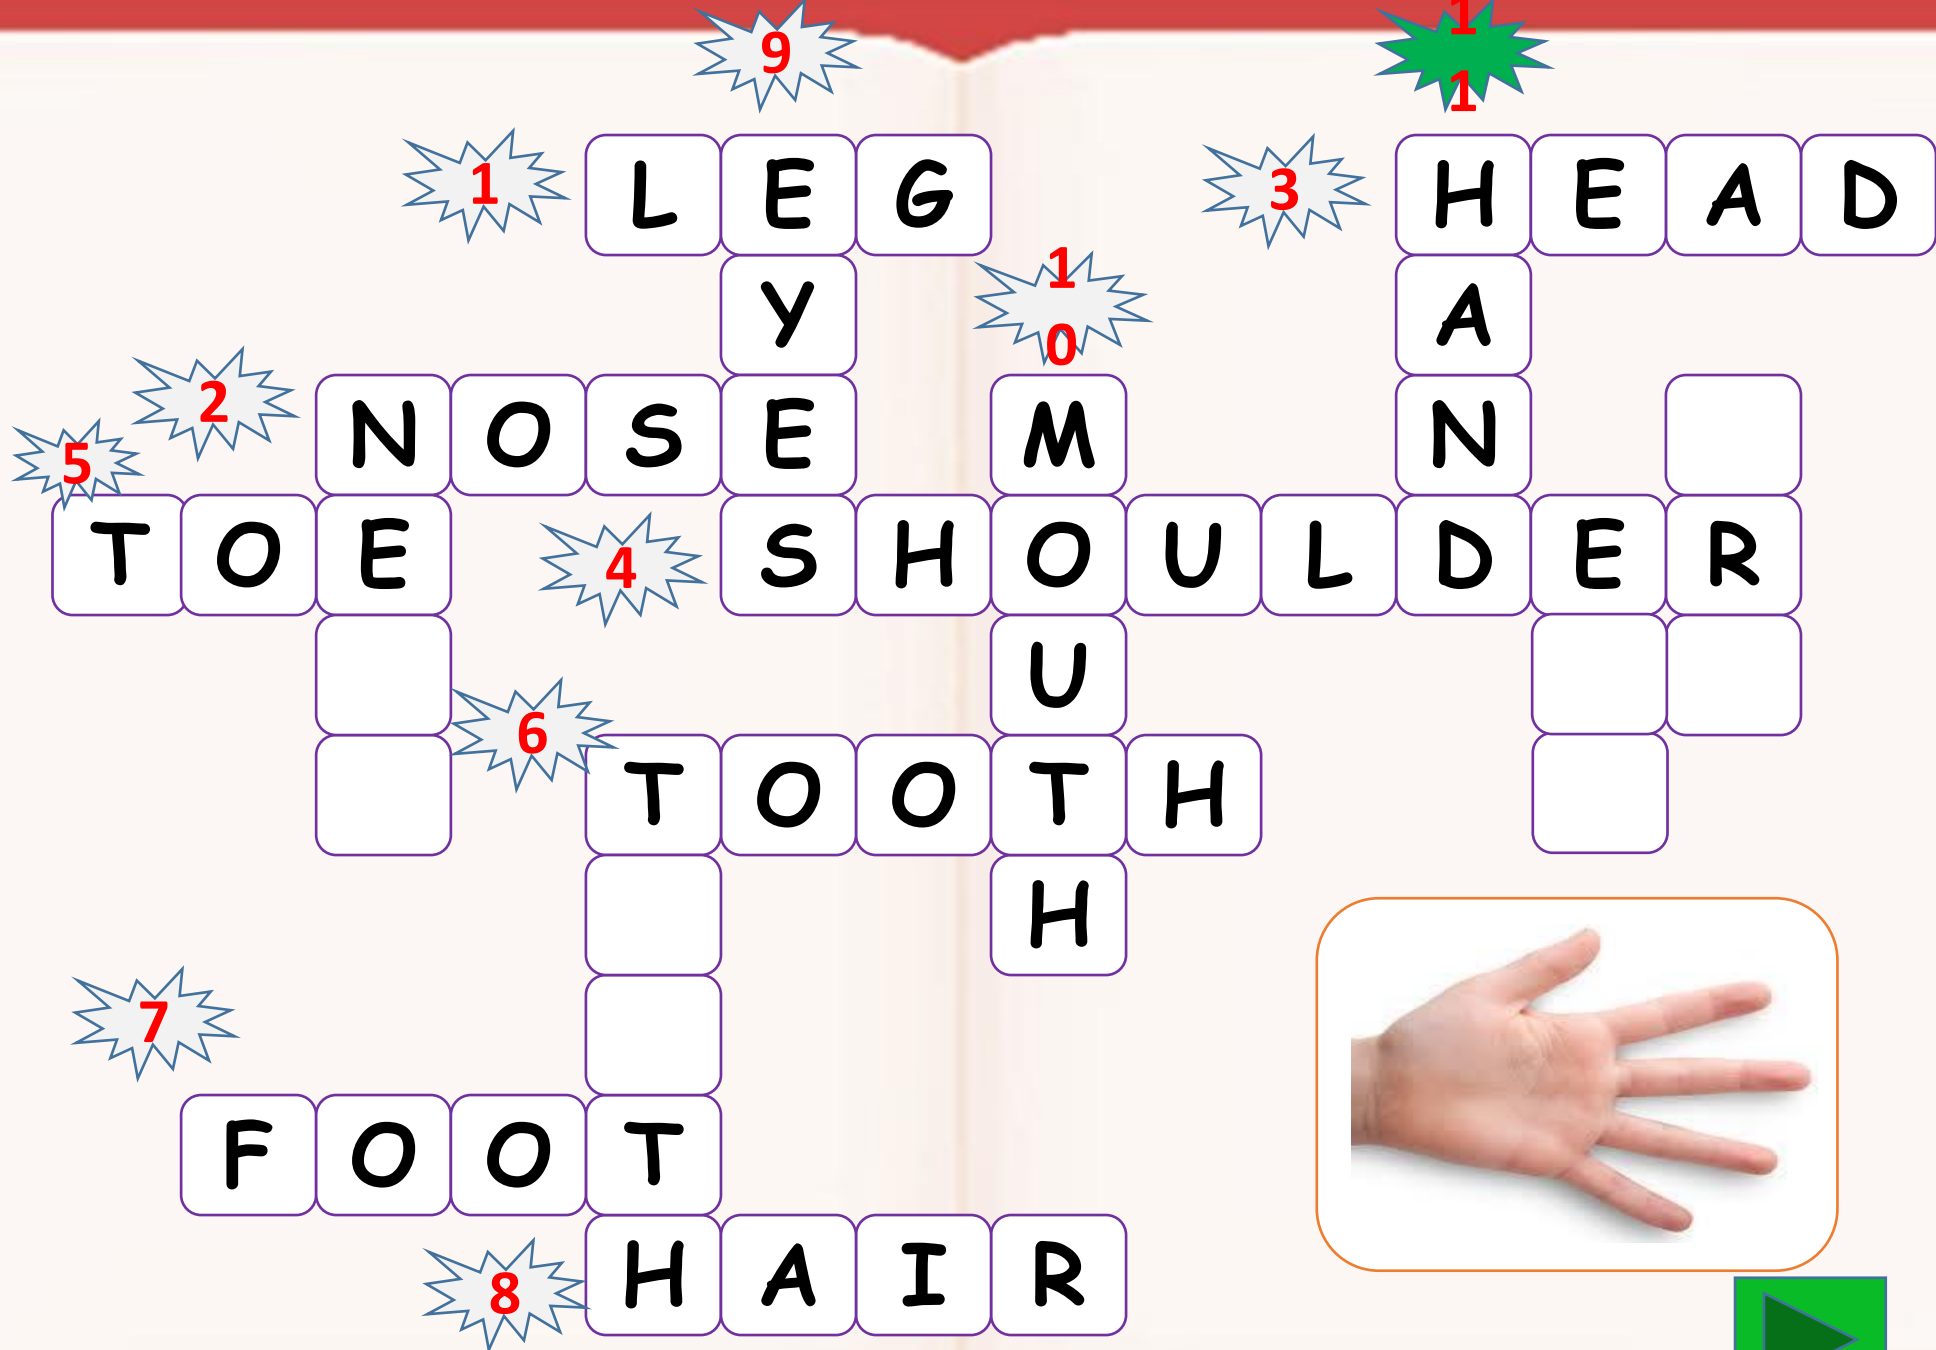 9
11
1 LEG
3 HEAD
Y
10
A
2 NOSE
M
N
5 TOE
4 SHOULDER
U
6 TOOTH
H
7 FOOT
8 HAIR